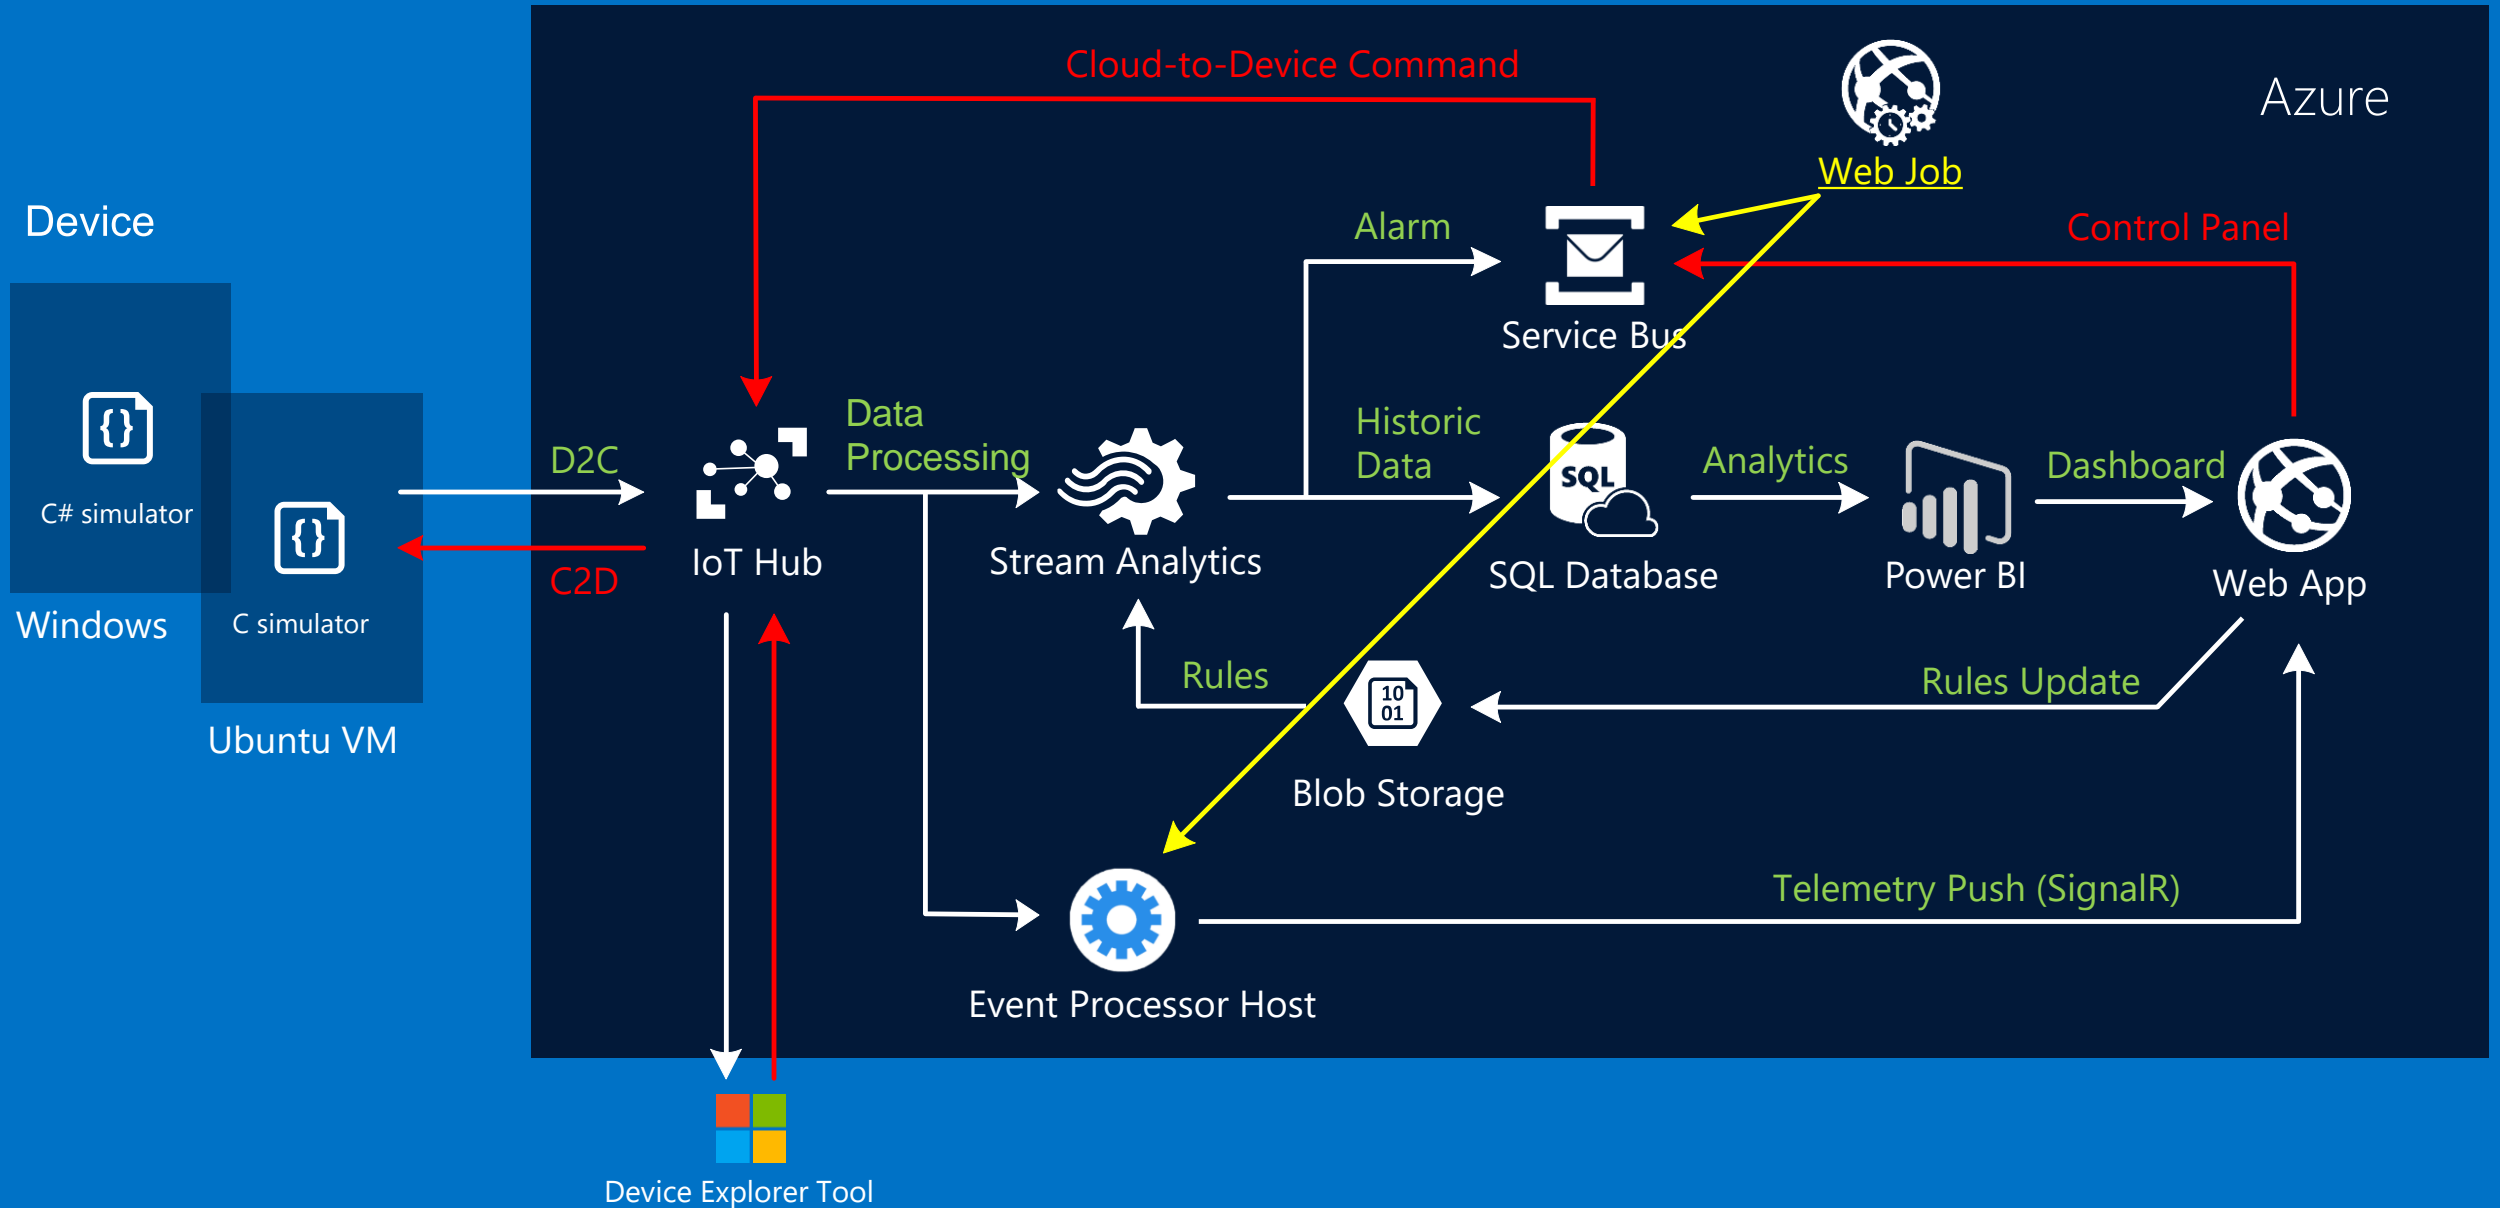 Cloud-to-Device Command
Azure
Web Job
Device
Alarm
Control Panel
Service Bus
Data
Processing
Historic
Data
D2C
SQL
Analytics
Dashboard
{ }
C# simulator
{ }
IoT Hub
Stream Analytics
SQL Database
Power BI
Web App
C2D
Windows
C simulator
Rules
10
01
Rules Update
Ubuntu VM
Blob Storage
Telemetry Push (SignalR)
Event Processor Host
Device Explorer Tool